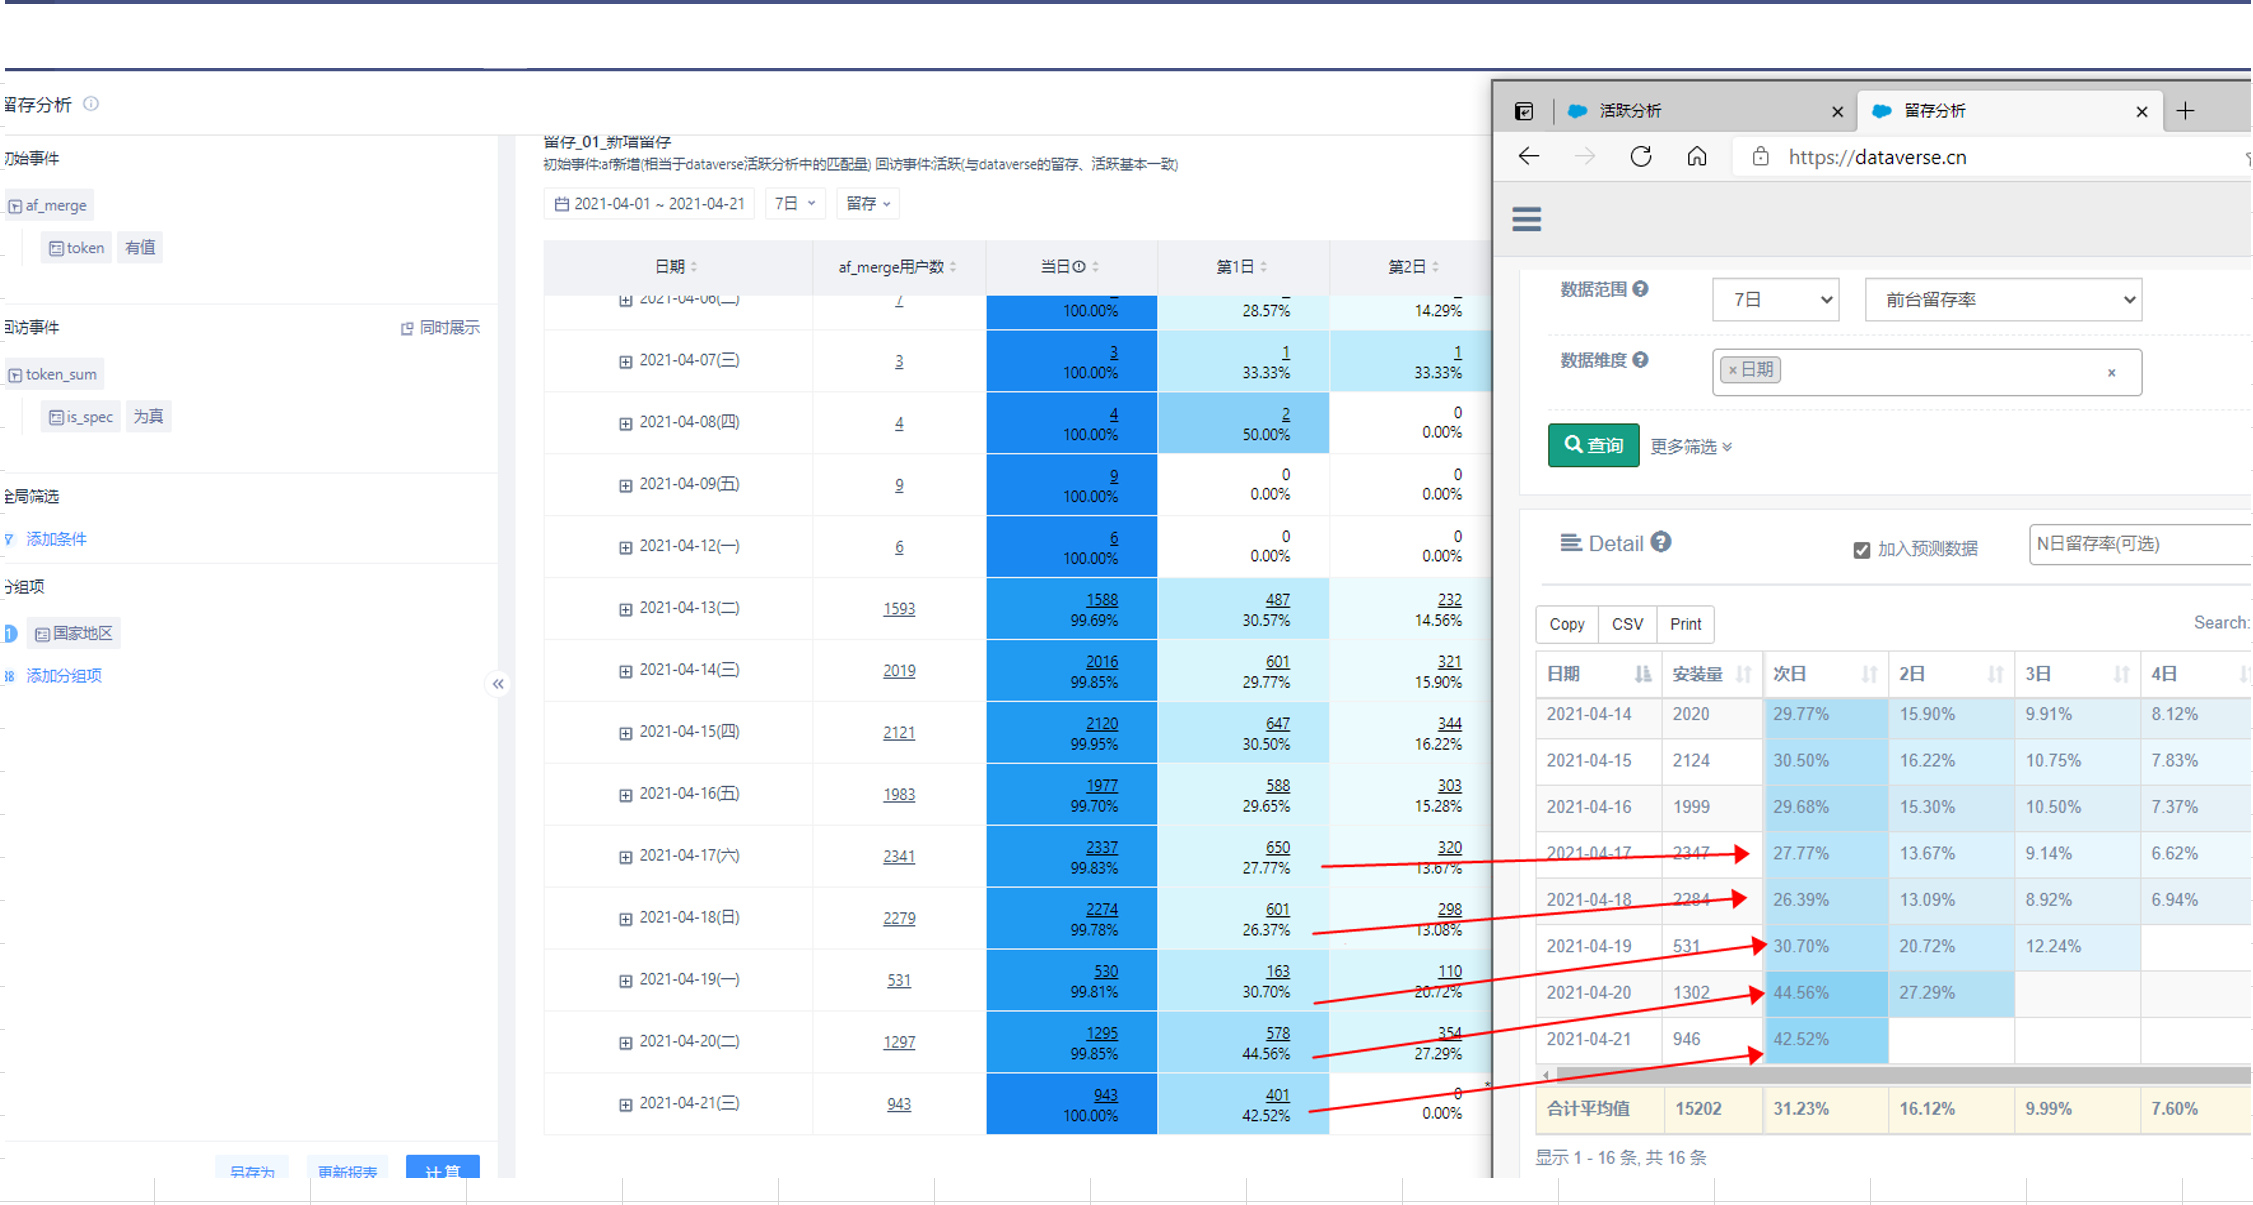 留存分析
初始事件
af_merge
token 有值
回访事件 同时展示
token_sum
is_spec 为真
全局筛选
添加条件
分组项
1 国家地区
添加分组项
另存为 更新报表 计算
留存_01_新增留存
初始事件:af新增(相当于dataverse活跃分析中的匹配量) 回访事件:活跃(与dataverse的留存、活跃基本一致)
2021-04-01 ~ 2021-04-21 7日 留存
日期 af_merge用户数 当日 第1日 第2日
2021-04-06(二) 7
100.00% 28.57% 14.29%
2021-04-07(三) 3 3 1 1
100.00% 33.33% 33.33%
2021-04-08(四) 4 4 2 0
100.00% 50.00% 0.00%
2021-04-09(五) 9 9 0 0
100.00% 0.00% 0.00%
2021-04-12(一) 6 6 0 0
100.00% 0.00% 0.00%
2021-04-13(二) 1593 1588 487 232
99.69% 30.57% 14.56%
2021-04-14(三) 2019 2016 601 321
99.85% 29.77% 15.90%
2021-04-15(四) 2121 2120 647 344
99.95% 30.50% 16.22%
2021-04-16(五) 1983 1977 588 303
99.70% 29.65% 15.28%
2021-04-17(六) 2341 2337 650 320
99.83% 27.77% 13.67%
2021-04-18(日) 2279 2274 601 298
99.78% 26.37% 13.08%
2021-04-19(一) 531 530 163 110
99.81% 30.70% 20.72%
2021-04-20(二) 1297 1295 578 354
99.85% 44.56% 27.29%
2021-04-21(三) 943 943 401 0 *
100.00% 42.52% 0.00%
活跃分析 留存分析
https://dataverse.cn
数据范围 7日 前台留存率
数据维度 ×日期 ×
查询 更多筛选
Detail 加入预测数据 N日留存率(可选)
Copy CSV Print Search:
日期 安装量 次日 2日 3日 4日
2021-04-14 2020 29.77% 15.90% 9.91% 8.12%
2021-04-15 2124 30.50% 16.22% 10.75% 7.83%
2021-04-16 1999 29.68% 15.30% 10.50% 7.37%
2021-04-17 2347 27.77% 13.67% 9.14% 6.62%
2021-04-18 2284 26.39% 13.09% 8.92% 6.94%
2021-04-19 531 30.70% 20.72% 12.24%
2021-04-20 1302 44.56% 27.29%
2021-04-21 946 42.52%
合计平均值 15202 31.23% 16.12% 9.99% 7.60%
显示 1 - 16 条, 共 16 条